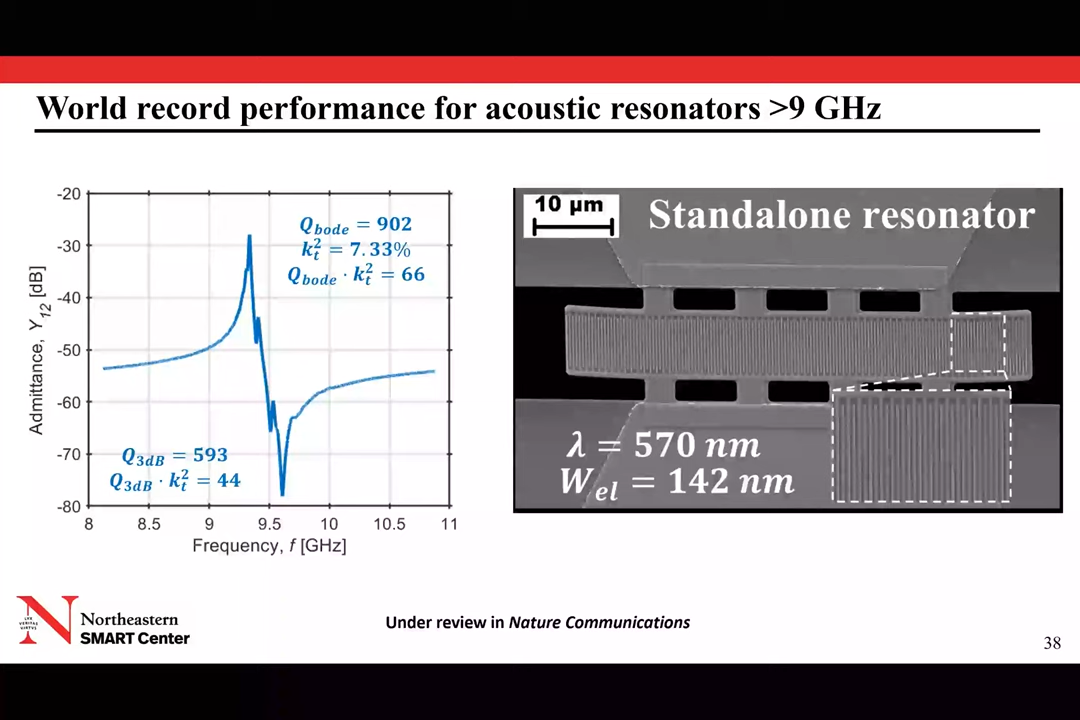 World record performance for acoustic resonators >9 GHz
-20
-30
-40
-50
-60
-70
-80
Admittance, Y12 [dB]
Qbode = 902
kt² = 7.33%
Qbode · kt² = 66
Q3dB = 593
Q3dB · kt² = 44
8 8.5 9 9.5 10 10.5 11
Frequency, f [GHz]
10 µm
Standalone resonator
λ = 570 nm
Wel = 142 nm
Northeastern
SMART Center
Under review in Nature Communications
38